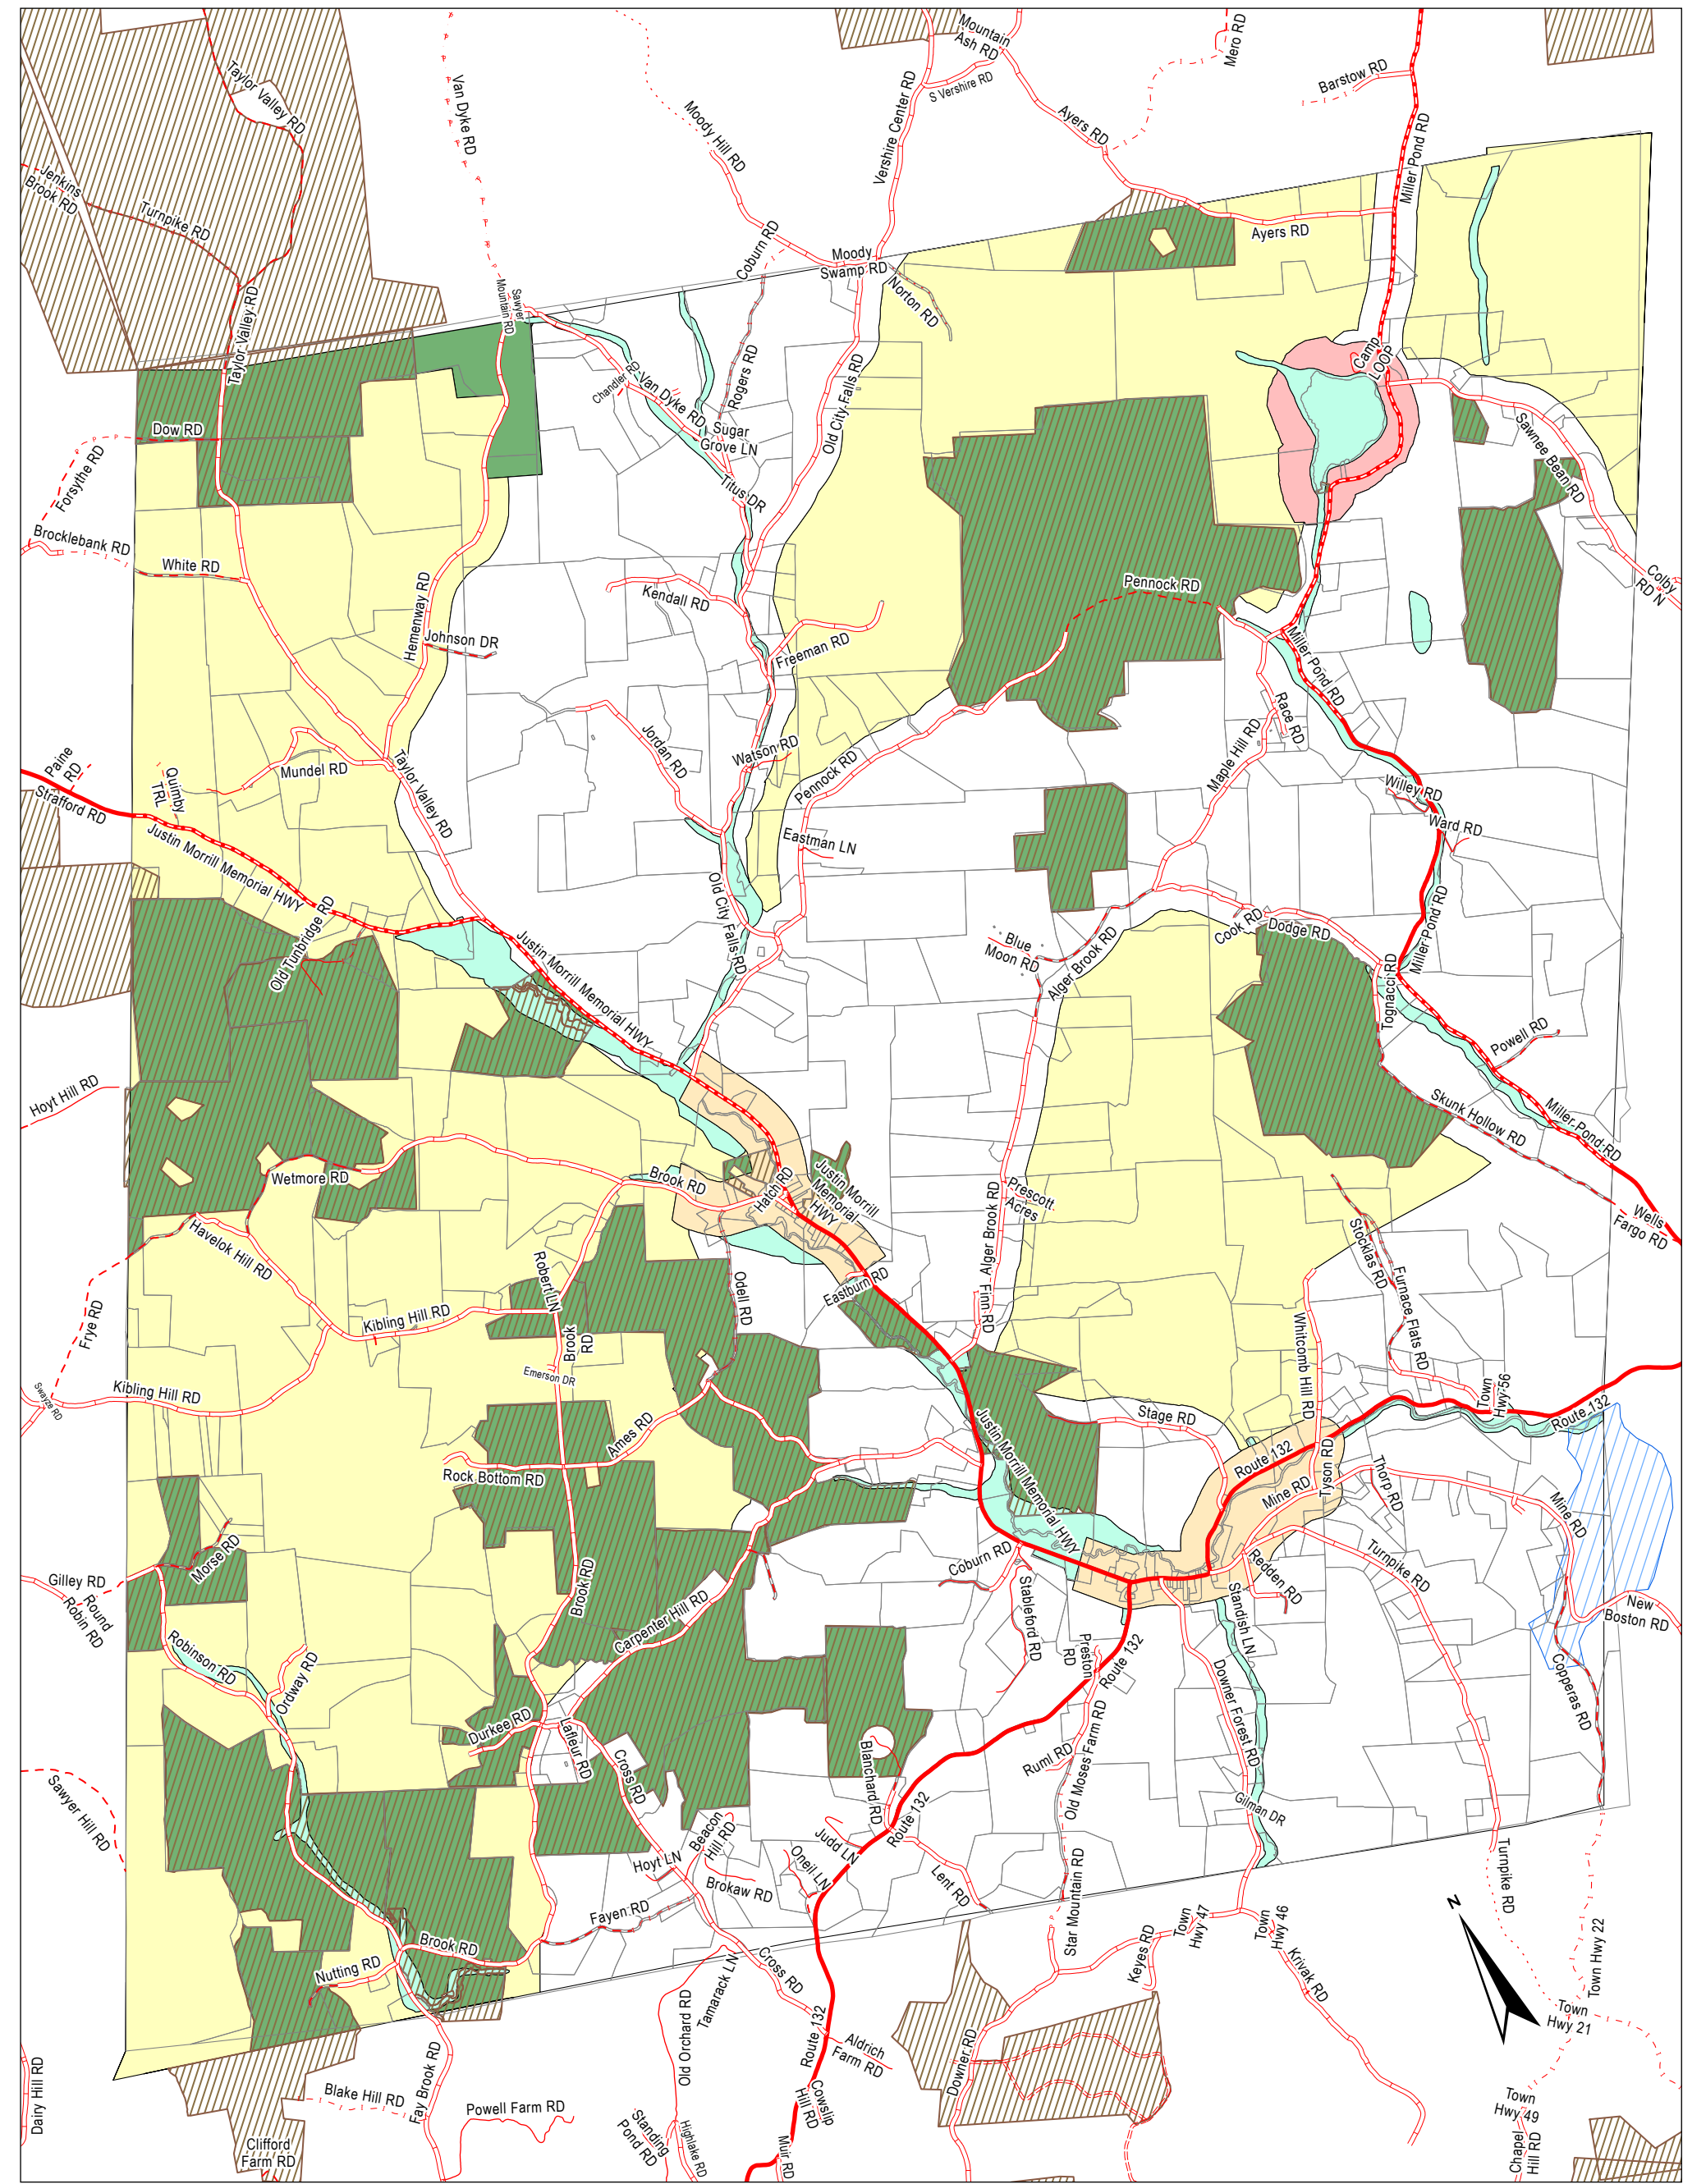 Mountain
Ash RD
Mero RD
Taylor Valley RD
Van Dyke RD
Moody Hill RD
Vershire Center RD
S Vershire RD
Ayers RD
Barstow RD
Miller Pond RD
Jenkins
Brook RD
Turnpike RD
Coburn RD
Moody
Swamp RD
Ayers RD
Norton RD
Taylor Valley RD
Sawyer
Mountain RD
Chandler RD
Van Dyke RD
Rogers RD
Old City Falls RD
Camp
LOOP
Sugar
Grove LN
Titus DR
Sawnee Bean RD
Dow RD
Forsythe RD
Brocklebank RD
White RD
Hemenway RD
Johnson DR
Kendall RD
Freeman RD
Pennock RD
Miller Pond RD
Colby
RD N
Race RD
Maple Hill RD
Jordan RD
Watson RD
Pennock RD
Eastman LN
Willey RD
Ward RD
Paine
RD
Strafford RD
Quimby
TRL
Mundel RD
Taylor Valley RD
Justin Morrill Memorial HWY
Old Tunbridge RD
Justin Morrill Memorial HWY
Old City Falls RD
Blue
Moon RD
Alger Brook RD
Cook RD
Dodge RD
Miller Pond RD
Tognacci RD
Powell RD
Skunk Hollow RD
Miller Pond RD
Hoyt Hill RD
Wetmore RD
Brook RD
Hatch RD
Justin Morrill
Memorial
HWY
Prescott
Acres
Alger Brook RD
Finn RD
Stocklas RD
Furnace Flats RD
Wells
Fargo RD
Havelok Hill RD
Robert LN
Odell RD
Eastburn RD
Frye RD
Kibling Hill RD
Brook
RD
Emerson DR
Whitcomb Hill RD
Swayze RD
Kibling Hill RD
Ames RD
Rock Bottom RD
Justin Morrill Memorial HWY
Stage RD
Route 132
Mine RD
Tyson RD
Thorp RD
Town
Hwy 56
Route 132
Mine RD
Morse RD
Gilley RD
Round
Robin RD
Brook RD
Carpenter Hill RD
Coburn RD
Stableford RD
Preston
RD
Route 132
Standish LN
Redden RD
Turnpike RD
New
Boston RD
Copperas RD
Robinson RD
Ordway RD
Durkee RD
Lafleur RD
Cross RD
Blanchard RD
Ruml RD
Old Moses Farm RD
Downer Forest RD
Gilman DR
Sawyer Hill RD
Beacon
Hill RD
Hoyt LN
Brokaw RD
Judd LN
Oneil LN
Route 132
Lent RD
Star Mountain RD
Turnpike RD
Fayen RD
Brook RD
Nutting RD
Tamarack LN
Cross RD
Keyes RD
Town
Hwy 47
Town
Hwy 46
Krivak RD
N
Town Hwy 22
Town
Hwy 21
Old Orchard RD
Route 132
Aldrich
Farm RD
Downer RD
Dairy Hill RD
Blake Hill RD
Fay Brook RD
Powell Farm RD
Clifford
Farm RD
Standing
Pond RD
Highlake RD
Cowslip
Hill RD
Muir RD
Town
Hwy 49
Chapel
Hill RD